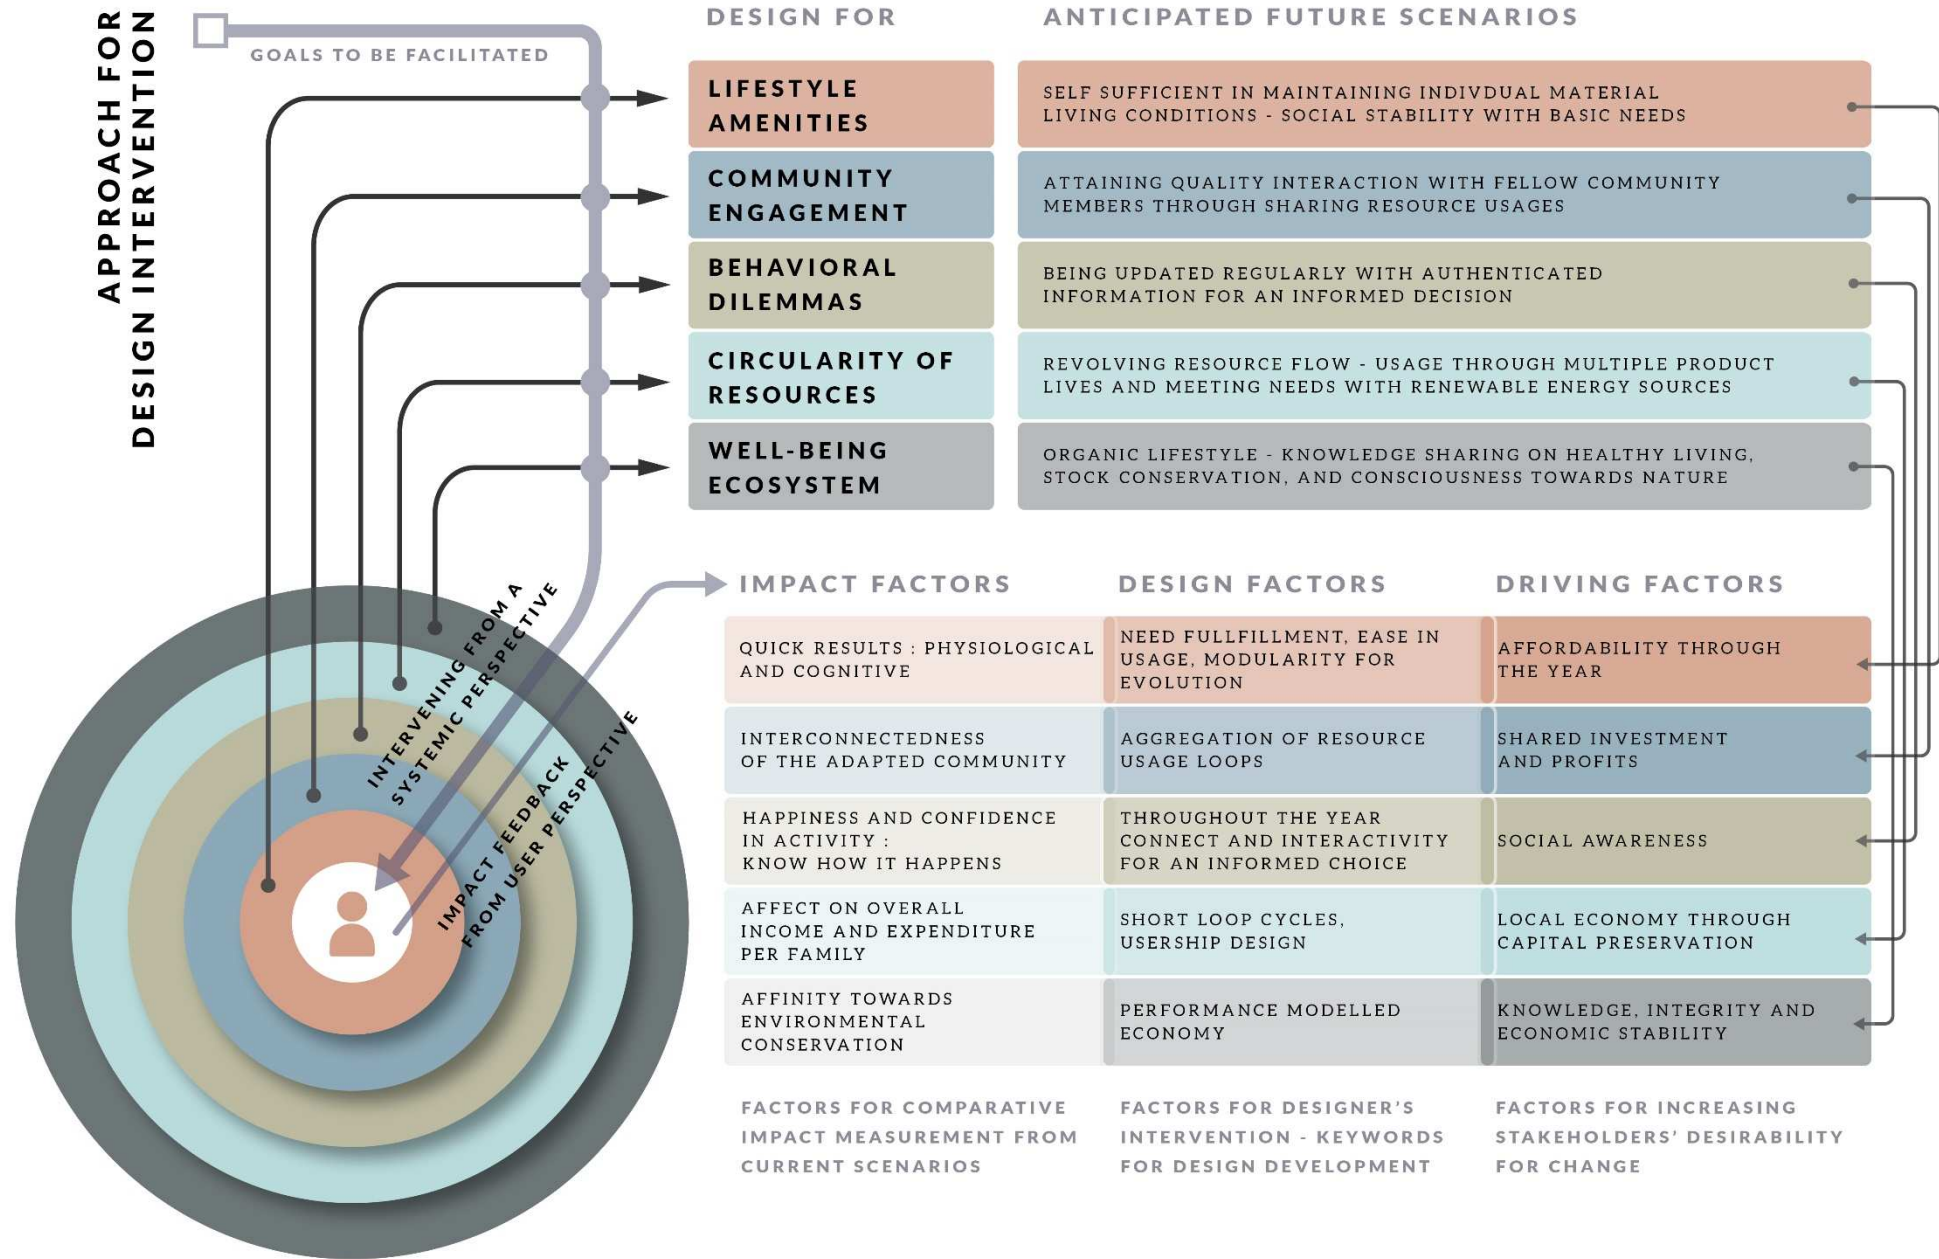 APPROACH FOR
DESIGN INTERVENTION
GOALS TO BE FACILITATED
DESIGN FOR
ANTICIPATED FUTURE SCENARIOS
LIFESTYLE
AMENITIES
SELF SUFFICIENT IN MAINTAINING INDIVDUAL MATERIAL
LIVING CONDITIONS - SOCIAL STABILITY WITH BASIC NEEDS
COMMUNITY
ENGAGEMENT
ATTAINING QUALITY INTERACTION WITH FELLOW COMMUNITY
MEMBERS THROUGH SHARING RESOURCE USAGES
BEHAVIORAL
DILEMMAS
BEING UPDATED REGULARLY WITH AUTHENTICATED
INFORMATION FOR AN INFORMED DECISION
CIRCULARITY OF
RESOURCES
REVOLVING RESOURCE FLOW - USAGE THROUGH MULTIPLE PRODUCT
LIVES AND MEETING NEEDS WITH RENEWABLE ENERGY SOURCES
WELL-BEING
ECOSYSTEM
ORGANIC LIFESTYLE - KNOWLEDGE SHARING ON HEALTHY LIVING,
STOCK CONSERVATION, AND CONSCIOUSNESS TOWARDS NATURE
INTERVENING FROM A
SYSTEMIC PERSPECTIVE
IMPACT FEEDBACK
FROM USER PERSPECTIVE
IMPACT FACTORS
DESIGN FACTORS
DRIVING FACTORS
QUICK RESULTS : PHYSIOLOGICAL
AND COGNITIVE
NEED FULLFILLMENT, EASE IN
USAGE, MODULARITY FOR
EVOLUTION
AFFORDABILITY THROUGH
THE YEAR
INTERCONNECTEDNESS
OF THE ADAPTED COMMUNITY
AGGREGATION OF RESOURCE
USAGE LOOPS
SHARED INVESTMENT
AND PROFITS
HAPPINESS AND CONFIDENCE
IN ACTIVITY :
KNOW HOW IT HAPPENS
THROUGHOUT THE YEAR
CONNECT AND INTERACTIVITY
FOR AN INFORMED CHOICE
SOCIAL AWARENESS
AFFECT ON OVERALL
INCOME AND EXPENDITURE
PER FAMILY
SHORT LOOP CYCLES,
USERSHIP DESIGN
LOCAL ECONOMY THROUGH
CAPITAL PRESERVATION
AFFINITY TOWARDS
ENVIRONMENTAL
CONSERVATION
PERFORMANCE MODELLED
ECONOMY
KNOWLEDGE, INTEGRITY AND
ECONOMIC STABILITY
FACTORS FOR COMPARATIVE
IMPACT MEASUREMENT FROM
CURRENT SCENARIOS
FACTORS FOR DESIGNER'S
INTERVENTION - KEYWORDS
FOR DESIGN DEVELOPMENT
FACTORS FOR INCREASING
STAKEHOLDERS' DESIRABILITY
FOR CHANGE